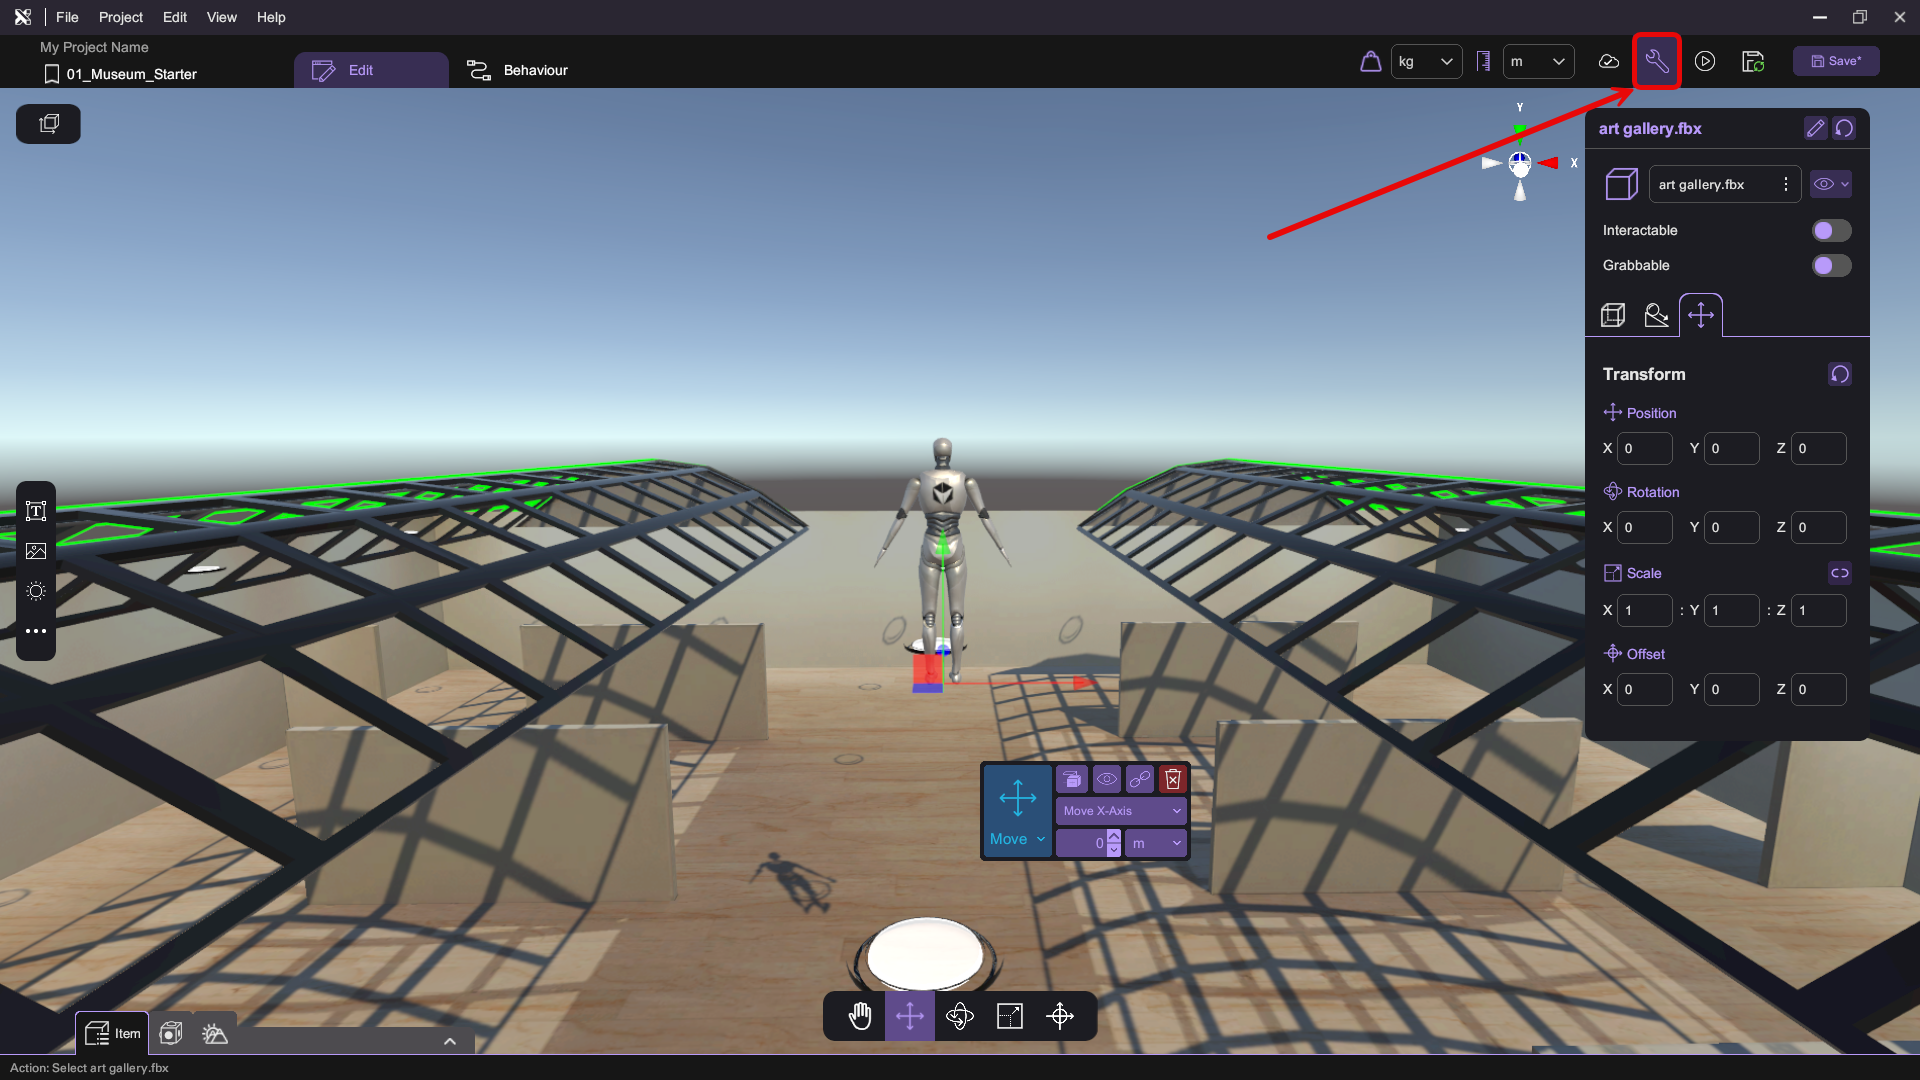 File Project Edit View Help
My Project Name
01_Museum_Starter
Edit
Behaviour
kg
m
Save*
Y
X
art gallery.fbx
art gallery.fbx
Interactable
Grabbable
Transform
Position
X 0 Y 0 Z 0
Rotation
X 0 Y 0 Z 0
Scale
X 1 : Y 1 : Z 1
Offset
X 0 Y 0 Z 0
T
Move
Move X-Axis
0 m
Item
Action: Select art gallery.fbx